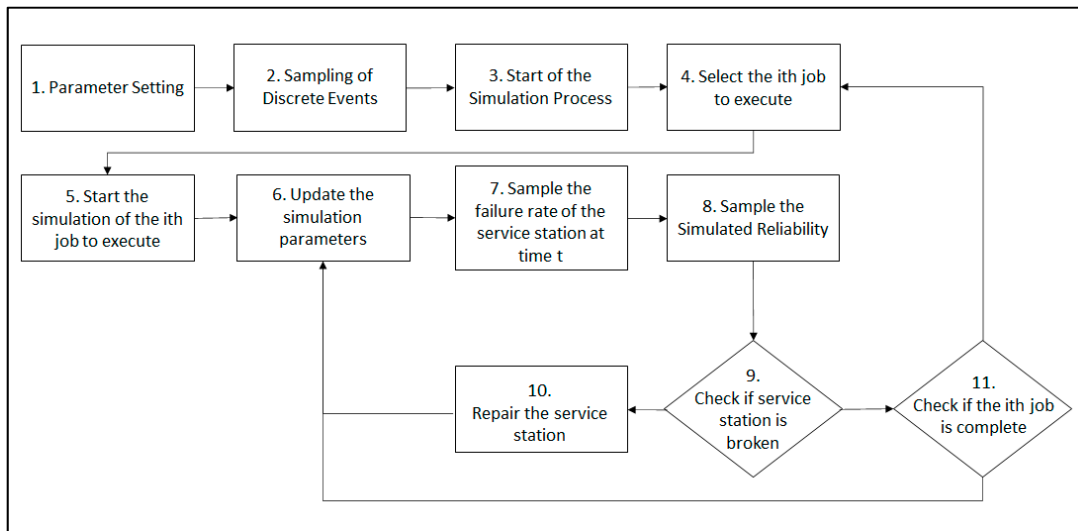 1. Parameter Setting
2. Sampling of
Discrete Events
3. Start of the
Simulation Process
4. Select the ith job
to execute
5. Start the
simulation of the ith
job to execute
6. Update the
simulation
parameters
7. Sample the
failure rate of the
service station at
time t
8. Sample the
Simulated Reliability
9.
Check if service
station is
broken
10.
Repair the service
station
11.
Check if the ith job
is complete